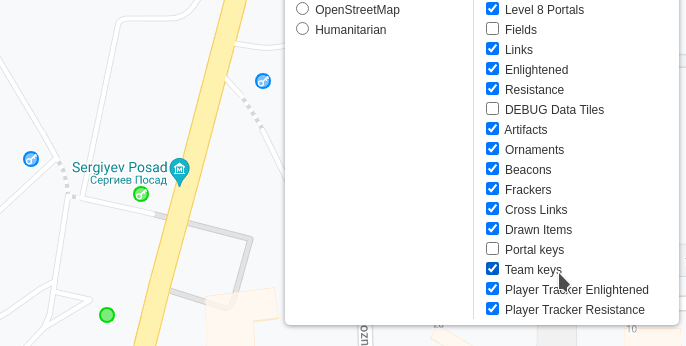 OpenStreetMap
Humanitarian
Level 8 Portals
Fields
Links
Enlightened
Resistance
DEBUG Data Tiles
Artifacts
Ornaments
Beacons
Frackers
Cross Links
Drawn Items
Portal keys
Team keys
Player Tracker Enlightened
Player Tracker Resistance
Sergiyev Posad
Сергиев Посад
10